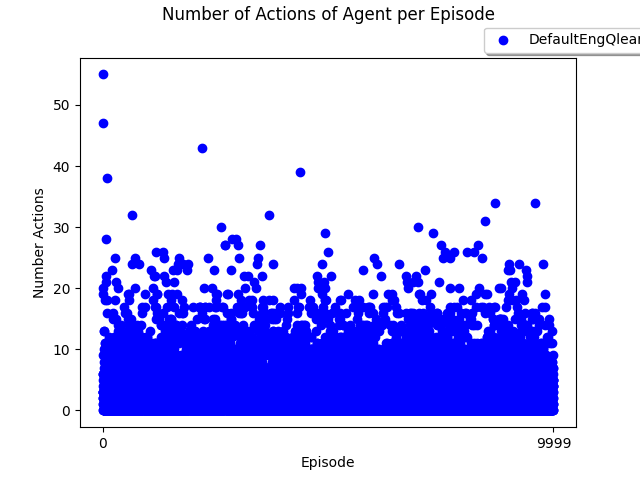 Number of Actions of Agent per Episode
DefaultEngQlear
50
40
30
20
10
0
Number Actions
0 9999
Episode